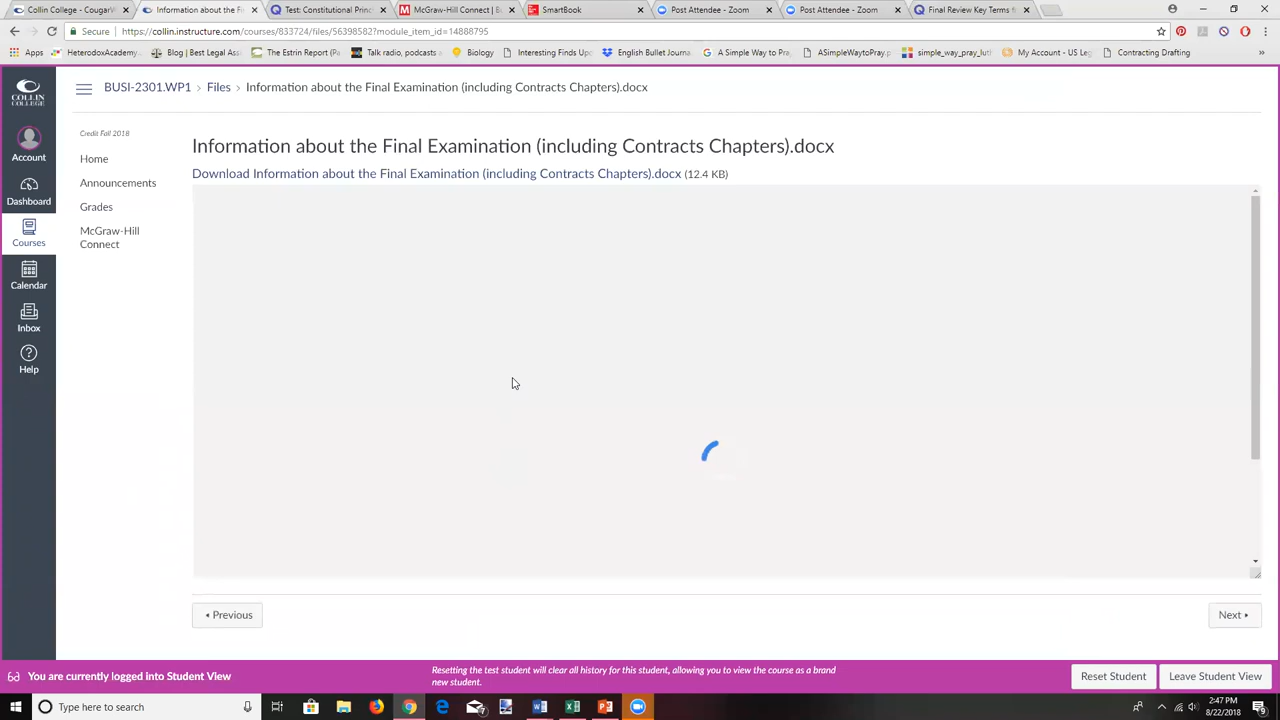 Collin College - CougarW
Information about the Fi
Test: Constitutional Princ
McGraw-Hill Connect | B
SmartBook
Post Attendee - Zoom
Post Attendee - Zoom
Final Review Key Terms fr
Secure
https://collin.instructure.com/courses/833724/files/56398582?module_item_id=14888795
Apps
HeterodoxAcademy.
Blog | Best Legal Ass
The Estrin Report (Pa
Talk radio, podcasts a
Biology
Interesting Finds Up
English Bullet Journa
A Simple Way to Pray
ASimpleWaytoPray.p
simple_way_pray_lut
My Account - US Leg
Contracting Drafting
COLLIN
COLLEGE
Account
Dashboard
Courses
Calendar
Inbox
Help
BUSI-2301.WP1 › Files › Information about the Final Examination (including Contracts Chapters).docx
Credit Fall 2018
Home
Announcements
Grades
McGraw-Hill
Connect
Information about the Final Examination (including Contracts Chapters).docx
Download Information about the Final Examination (including Contracts Chapters).docx (12.4 KB)
Previous
Next
You are currently logged into Student View
Resetting the test student will clear all history for this student, allowing you to view the course as a brand
new student.
Reset Student
Leave Student View
Type here to search
2:47 PM
8/22/2018